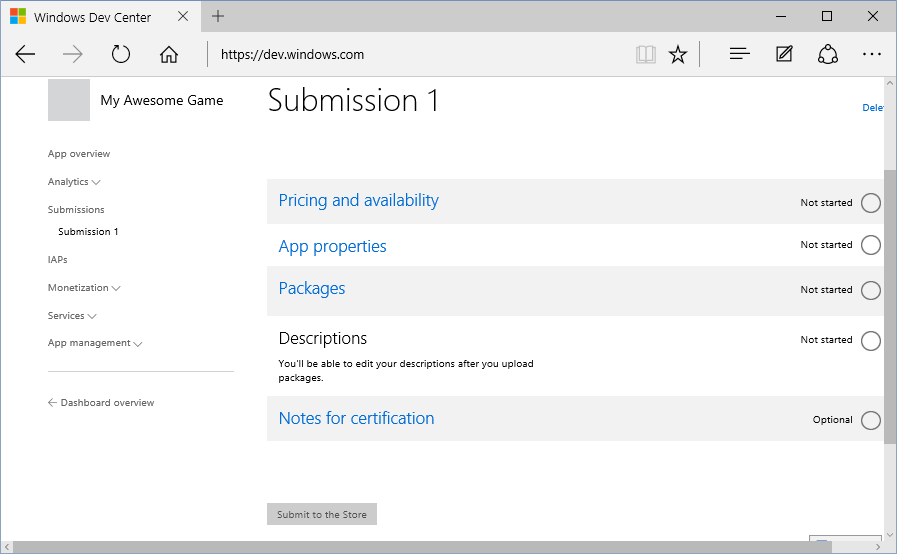 Windows Dev Center
https://dev.windows.com
My Awesome Game
Submission 1
App overview
Analytics
Submissions
Submission 1
IAPs
Monetization
Services
App management
Dashboard overview
Pricing and availability
Not started
App properties
Not started
Packages
Not started
Descriptions
Not started
You'll be able to edit your descriptions after you upload
packages.
Notes for certification
Optional
Submit to the Store